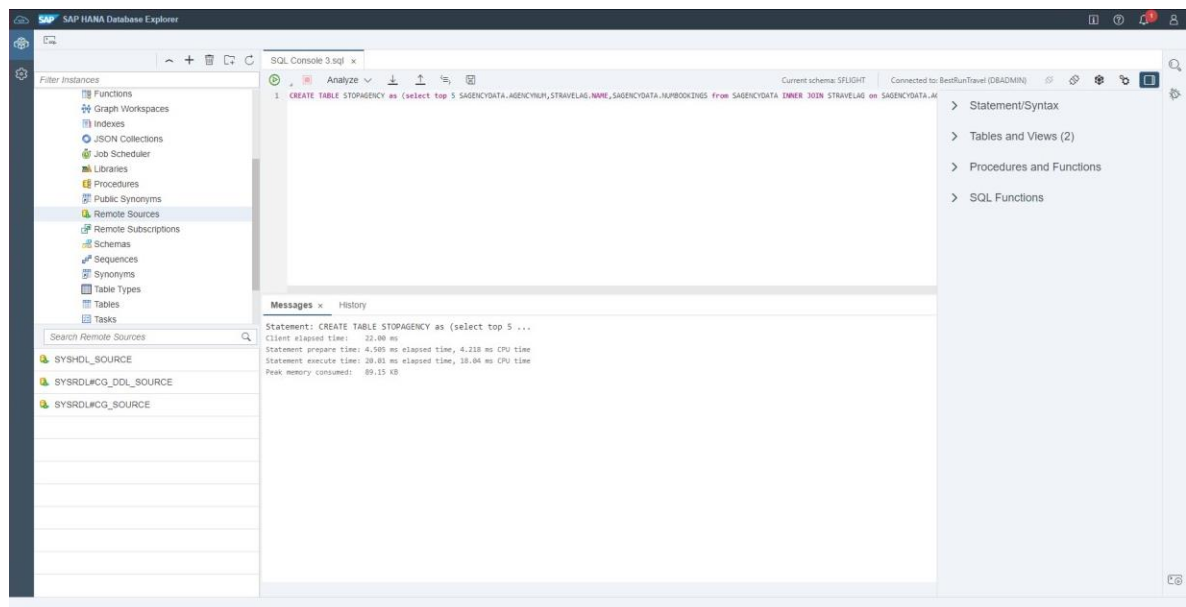 SAP SAP HANA Database Explorer
1
SQL Console 3.sql x
Filter Instances
Analyze
Current schema: SFLIGHT
Connected to: BestRunTravel (DBADMIN)
Functions
Graph Workspaces
Indexes
JSON Collections
Job Scheduler
Libraries
Procedures
Public Synonyms
Remote Sources
Remote Subscriptions
Schemas
Sequences
Synonyms
Table Types
Tables
Tasks
Search Remote Sources
SYSHDL_SOURCE
SYSRDL#CG_DDL_SOURCE
SYSRDL#CG_SOURCE
1 CREATE TABLE STOPAGENCY as (select top 5 SAGENCYDATA.AGENCYNUM,STRAVELAG.NAME,SAGENCYDATA.NUMBOOKINGS from SAGENCYDATA INNER JOIN STRAVELAG on SAGENCYDATA.AG
Messages x History
Statement: CREATE TABLE STOPAGENCY as (select top 5 ...
Client elapsed time: 22.00 ms
Statement prepare time: 4.505 ms elapsed time, 4.218 ms CPU time
Statement execute time: 20.01 ms elapsed time, 18.04 ms CPU time
Peak memory consumed: 89.15 KB
> Statement/Syntax
> Tables and Views (2)
> Procedures and Functions
> SQL Functions